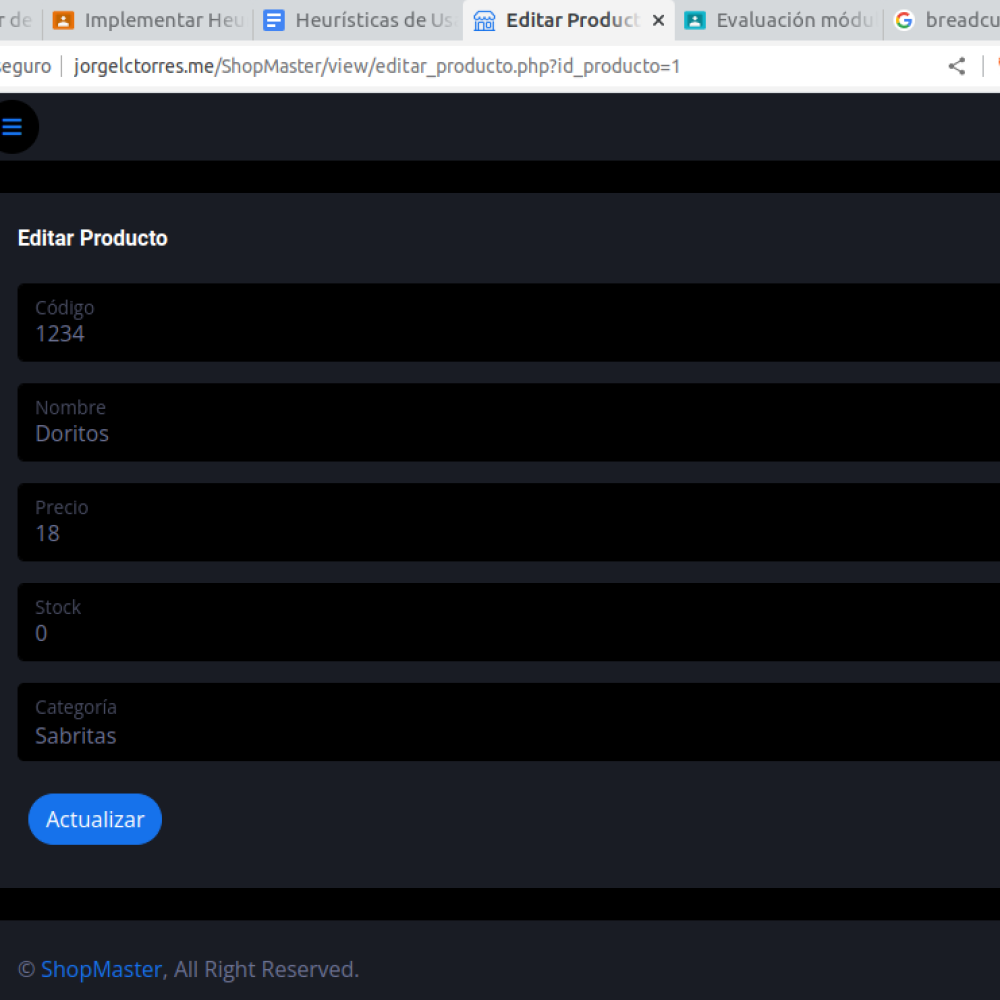 r de Implementar Heu Heurísticas de Us Editar Product Evaluación módu breadcu
eguro jorgelctorres.me/ShopMaster/view/editar_producto.php?id_producto=1
Editar Producto
Código
1234
Nombre
Doritos
Precio
18
Stock
0
Categoría
Sabritas
Actualizar
© ShopMaster, All Right Reserved.